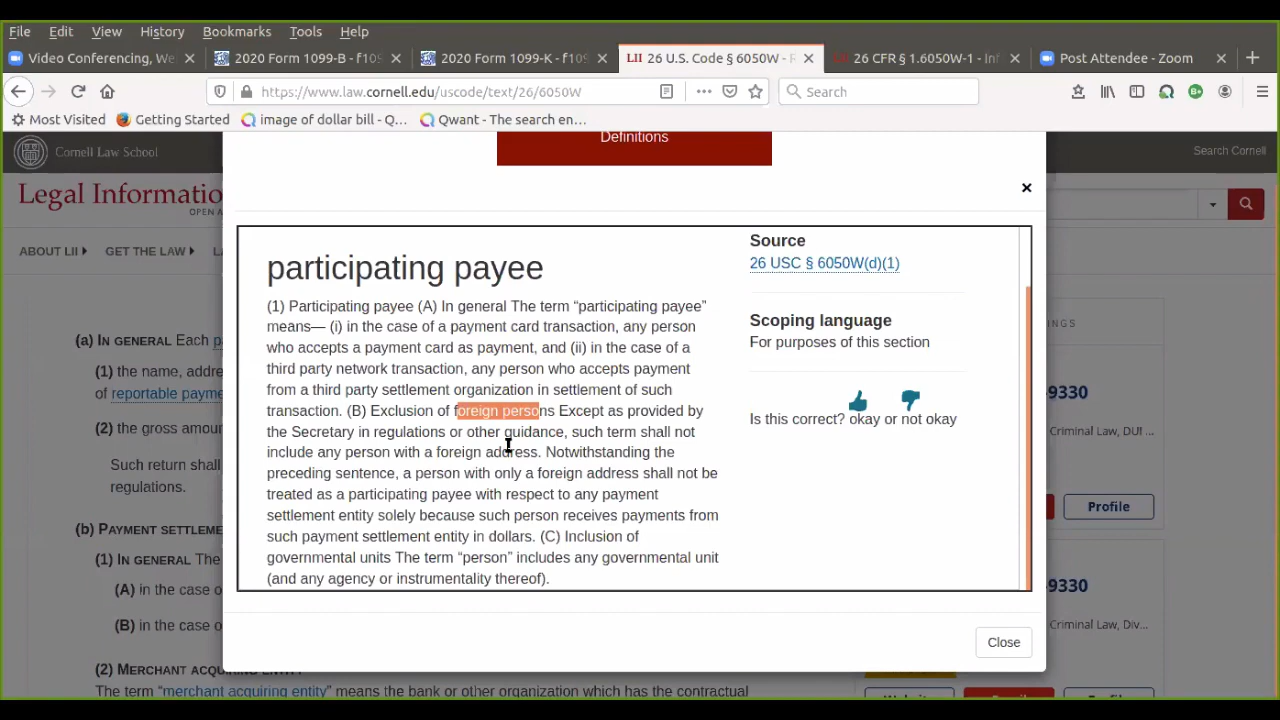 File Edit View History Bookmarks Tools Help
Video Conferencing, We
2020 Form 1099-B - f109
2020 Form 1099-K - f109
LII 26 U.S. Code § 6050W - R
LII 26 CFR § 1.6050W-1 - Inf
Post Attendee - Zoom
https://www.law.cornell.edu/uscode/text/26/6050W
Search
Most Visited Getting Started image of dollar bill - Q... Qwant - The search en...
Definitions
Cornell Law School
Search Cornell
Legal Informatio
OPEN A
ABOUT LII GET THE LAW L
participating payee
(1) Participating payee (A) In general The term “participating payee”
means— (i) in the case of a payment card transaction, any person
who accepts a payment card as payment, and (ii) in the case of a
third party network transaction, any person who accepts payment
from a third party settlement organization in settlement of such
transaction. (B) Exclusion of foreign persons Except as provided by
the Secretary in regulations or other guidance, such term shall not
include any person with a foreign address. Notwithstanding the
preceding sentence, a person with only a foreign address shall not be
treated as a participating payee with respect to any payment
settlement entity solely because such person receives payments from
such payment settlement entity in dollars. (C) Inclusion of
governmental units The term “person” includes any governmental unit
(and any agency or instrumentality thereof).
Source
26 USC § 6050W(d)(1)
Scoping language
For purposes of this section
Is this correct? okay or not okay
Close
(a) IN GENERAL Each p
(1) the name, addre
of reportable payme
(2) the gross amoun
Such return shall
regulations.
(b) PAYMENT SETTLEME
(1) IN GENERAL The
(A) in the case o
(B) in the case o
(2) MERCHANT ACQUIRING ENTITY
The term “merchant acquiring entity” means the bank or other organization which has the contractual
INGS
-9330
Criminal Law, DUI ...
Profile
-9330
Criminal Law, Div...